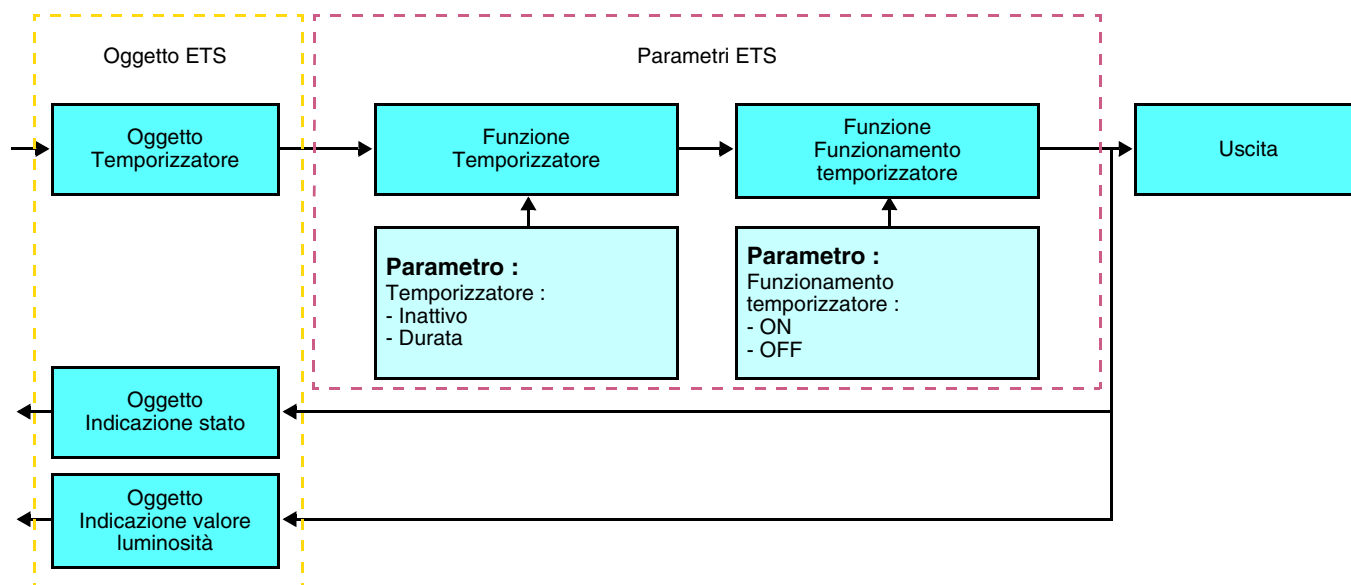 Oggetto ETS
Parametri ETS
Oggetto
Temporizzatore
Funzione
Temporizzatore
Funzione
Funzionamento
temporizzatore
Uscita
Parametro :
Temporizzatore :
- Inattivo
- Durata
Parametro :
Funzionamento
temporizzatore :
- ON
- OFF
Oggetto
Indicazione stato
Oggetto
Indicazione valore
luminosità